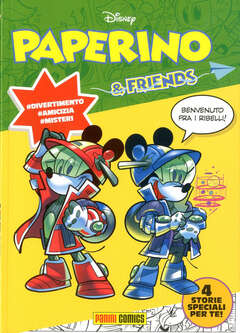 Disney
PAPERINO
& FRIENDS
#DIVERTIMENTO
#AMICIZIA
#MISTERI
BENVENUTO
FRA I RIBELLI!
4
STORIE
SPECIALI
PER TE!
PANINI COMICS